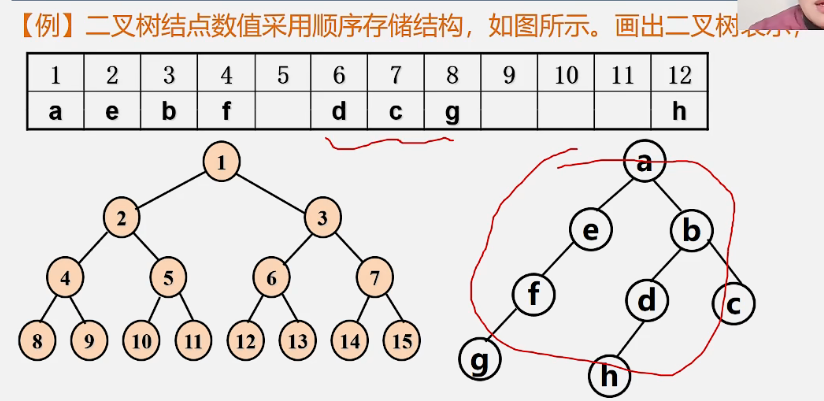 【例】二叉树结点数值采用顺序存储结构，如图所示。画出二叉树表示，
1 2 3 4 5 6 7 8 9 10 11 12
a e b f d c g h
1 a
2 3 e b
4 5 6 7 f d c
8 9 10 11 12 13 14 15 g h